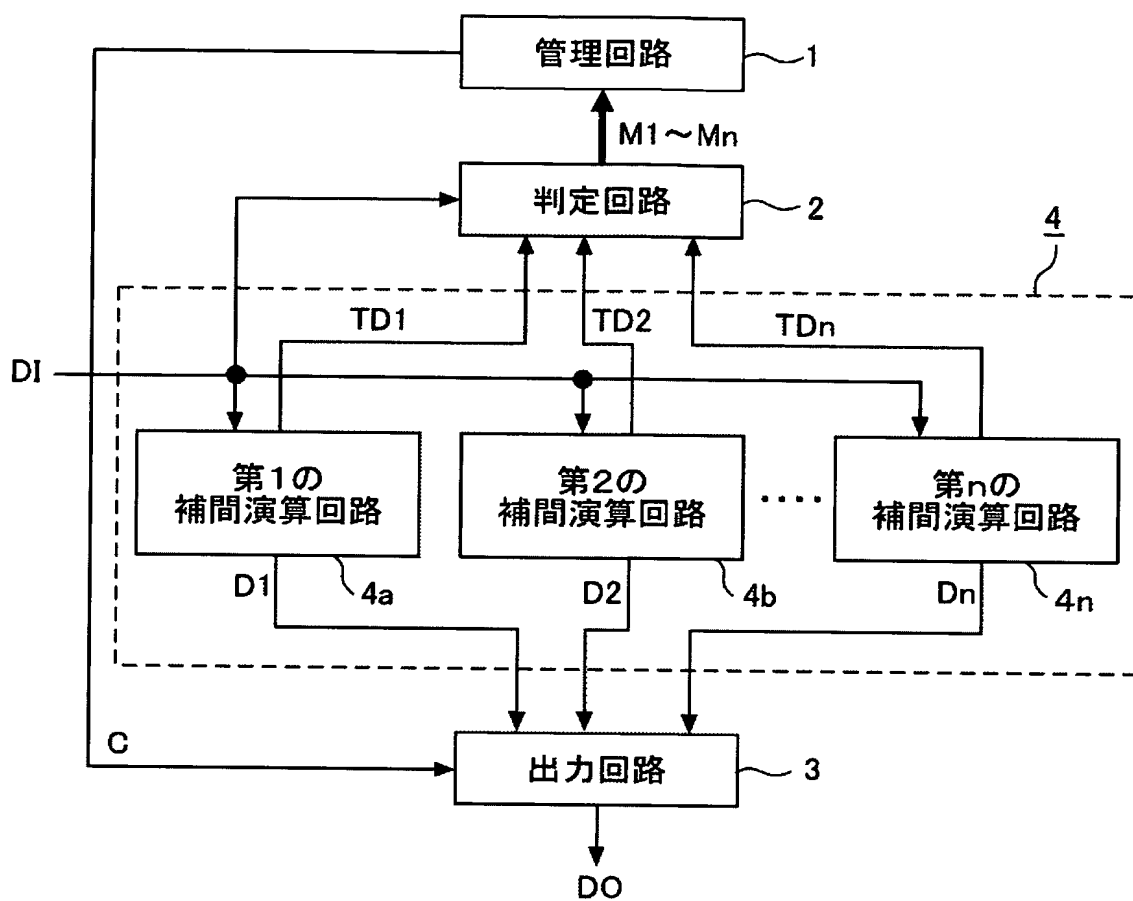 管理回路
1
M1~Mn
判定回路
2
4
TD1
TD2
TDn
DI
第1の
補間演算回路
第2の
補間演算回路
‥‥
第nの
補間演算回路
D1
4a
D2
4b
Dn
4n
C
出力回路
3
DO